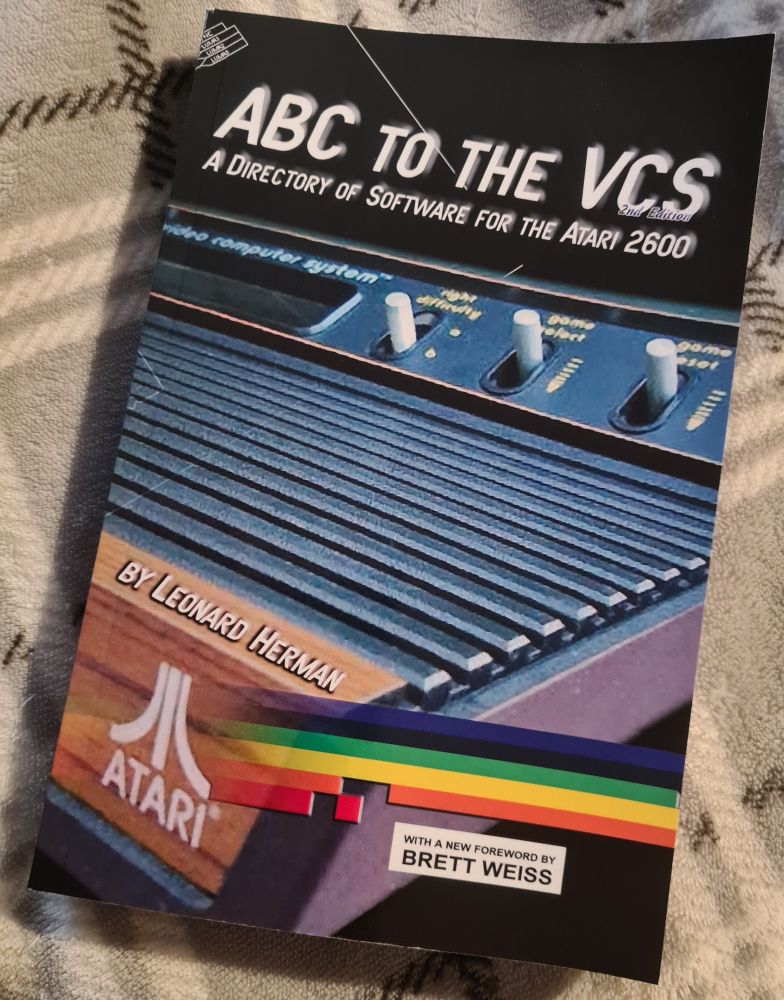 ABC TO THE VCS
2nd Edition
A DIRECTORY OF SOFTWARE FOR THE ATARI 2600
video computer system™
right
difficulty
a
b
game
select
game
reset
BY LEONARD HERMAN
ATARI®
WITH A NEW FOREWORD BY
BRETT WEISS